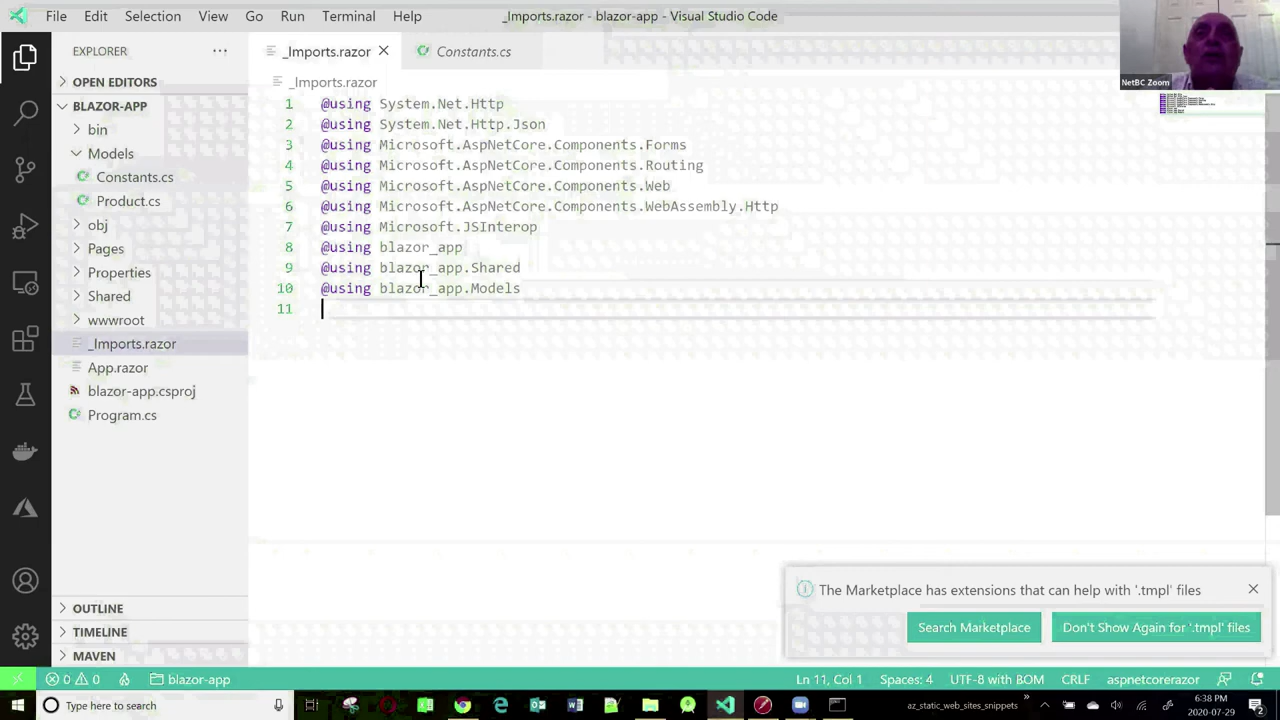 File Edit Selection View Go Run Terminal Help
_Imports.razor - blazor-app - Visual Studio Code
NetBC Zoom
EXPLORER ...
OPEN EDITORS
BLAZOR-APP
bin
Models
Constants.cs
Product.cs
obj
Pages
Properties
Shared
wwwroot
_Imports.razor
App.razor
blazor-app.csproj
Program.cs
OUTLINE
TIMELINE
MAVEN
_Imports.razor
Constants.cs
_Imports.razor
1 @using System.Net.Http
2 @using System.Net.Http.Json
3 @using Microsoft.AspNetCore.Components.Forms
4 @using Microsoft.AspNetCore.Components.Routing
5 @using Microsoft.AspNetCore.Components.Web
6 @using Microsoft.AspNetCore.Components.WebAssembly.Http
7 @using Microsoft.JSInterop
8 @using blazor_app
9 @using blazor_app.Shared
10 @using blazor_app.Models
11
The Marketplace has extensions that can help with '.tmpl' files
Search Marketplace
Don't Show Again for '.tmpl' files
0 0 blazor-app
Ln 11, Col 1 Spaces: 4 UTF-8 with BOM CRLF aspnetcorerazor
Type here to search
az_static_web_sites_snippets
6:38 PM
2020-07-29
2